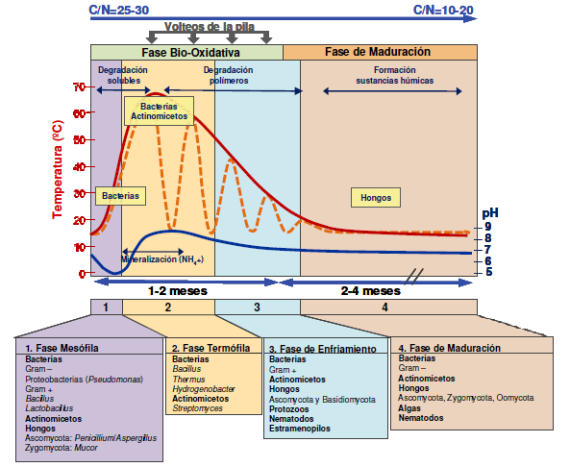 C/N=25-30
C/N=10-20
Volteos de la pila
Fase Bio-Oxidativa
Fase de Maduración
Degradación
solubles
Degradación
polímeros
Formación
sustancias húmicas
Temperatura (ºC)
70
60
50
40
30
20
10
0
Bacterias
Actinomicetos
Bacterias
Hongos
Mineralización (NH₄+)
pH
9
8
7
6
5
1-2 meses
2-4 meses
1
2
3
4
1. Fase Mesófila
Bacterias
Gram –
Proteobacterias (Pseudomonas)
Gram +
Bacillus
Lactobacillus
Actinomicetos
Hongos
Ascomycota: Penicillium/Aspergillus
Zygomycota: Mucor
2. Fase Termófila
Bacterias
Bacillus
Thermus
Hydrogenobacter
Actinomicetos
Streptomyces
3. Fase de Enfriamiento
Bacterias
Gram +
Actinomicetos
Hongos
Ascomycota y Basidiomycota
Protozoos
Nematodos
Estramenopilos
4. Fase de Maduración
Bacterias
Gram –
Actinomicetos
Hongos
Ascomycota, Zygomycota, Oomycota
Algas
Nematodos